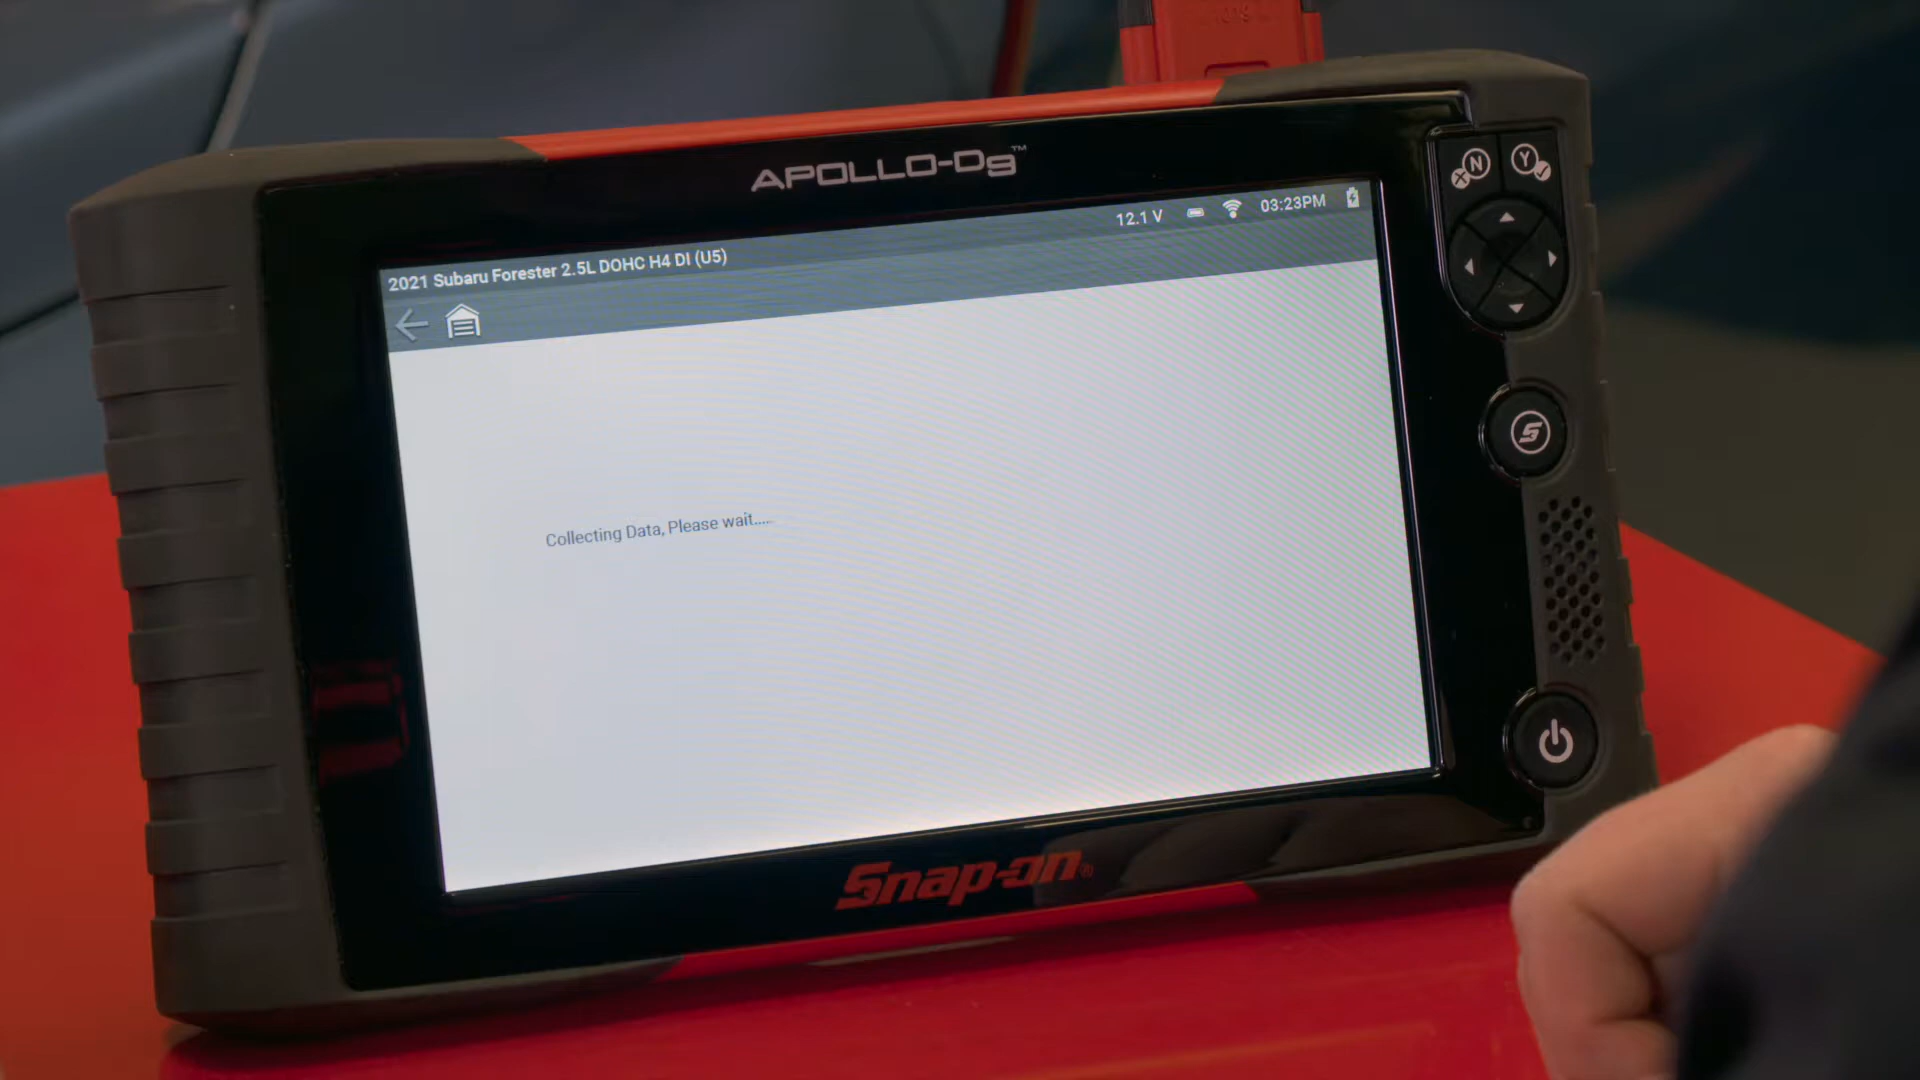 APOLLO-D9™
N
Y
12.1 V 03:23PM
2021 Subaru Forester 2.5L DOHC H4 DI (U5)
Collecting Data, Please wait.....
Snap-on®